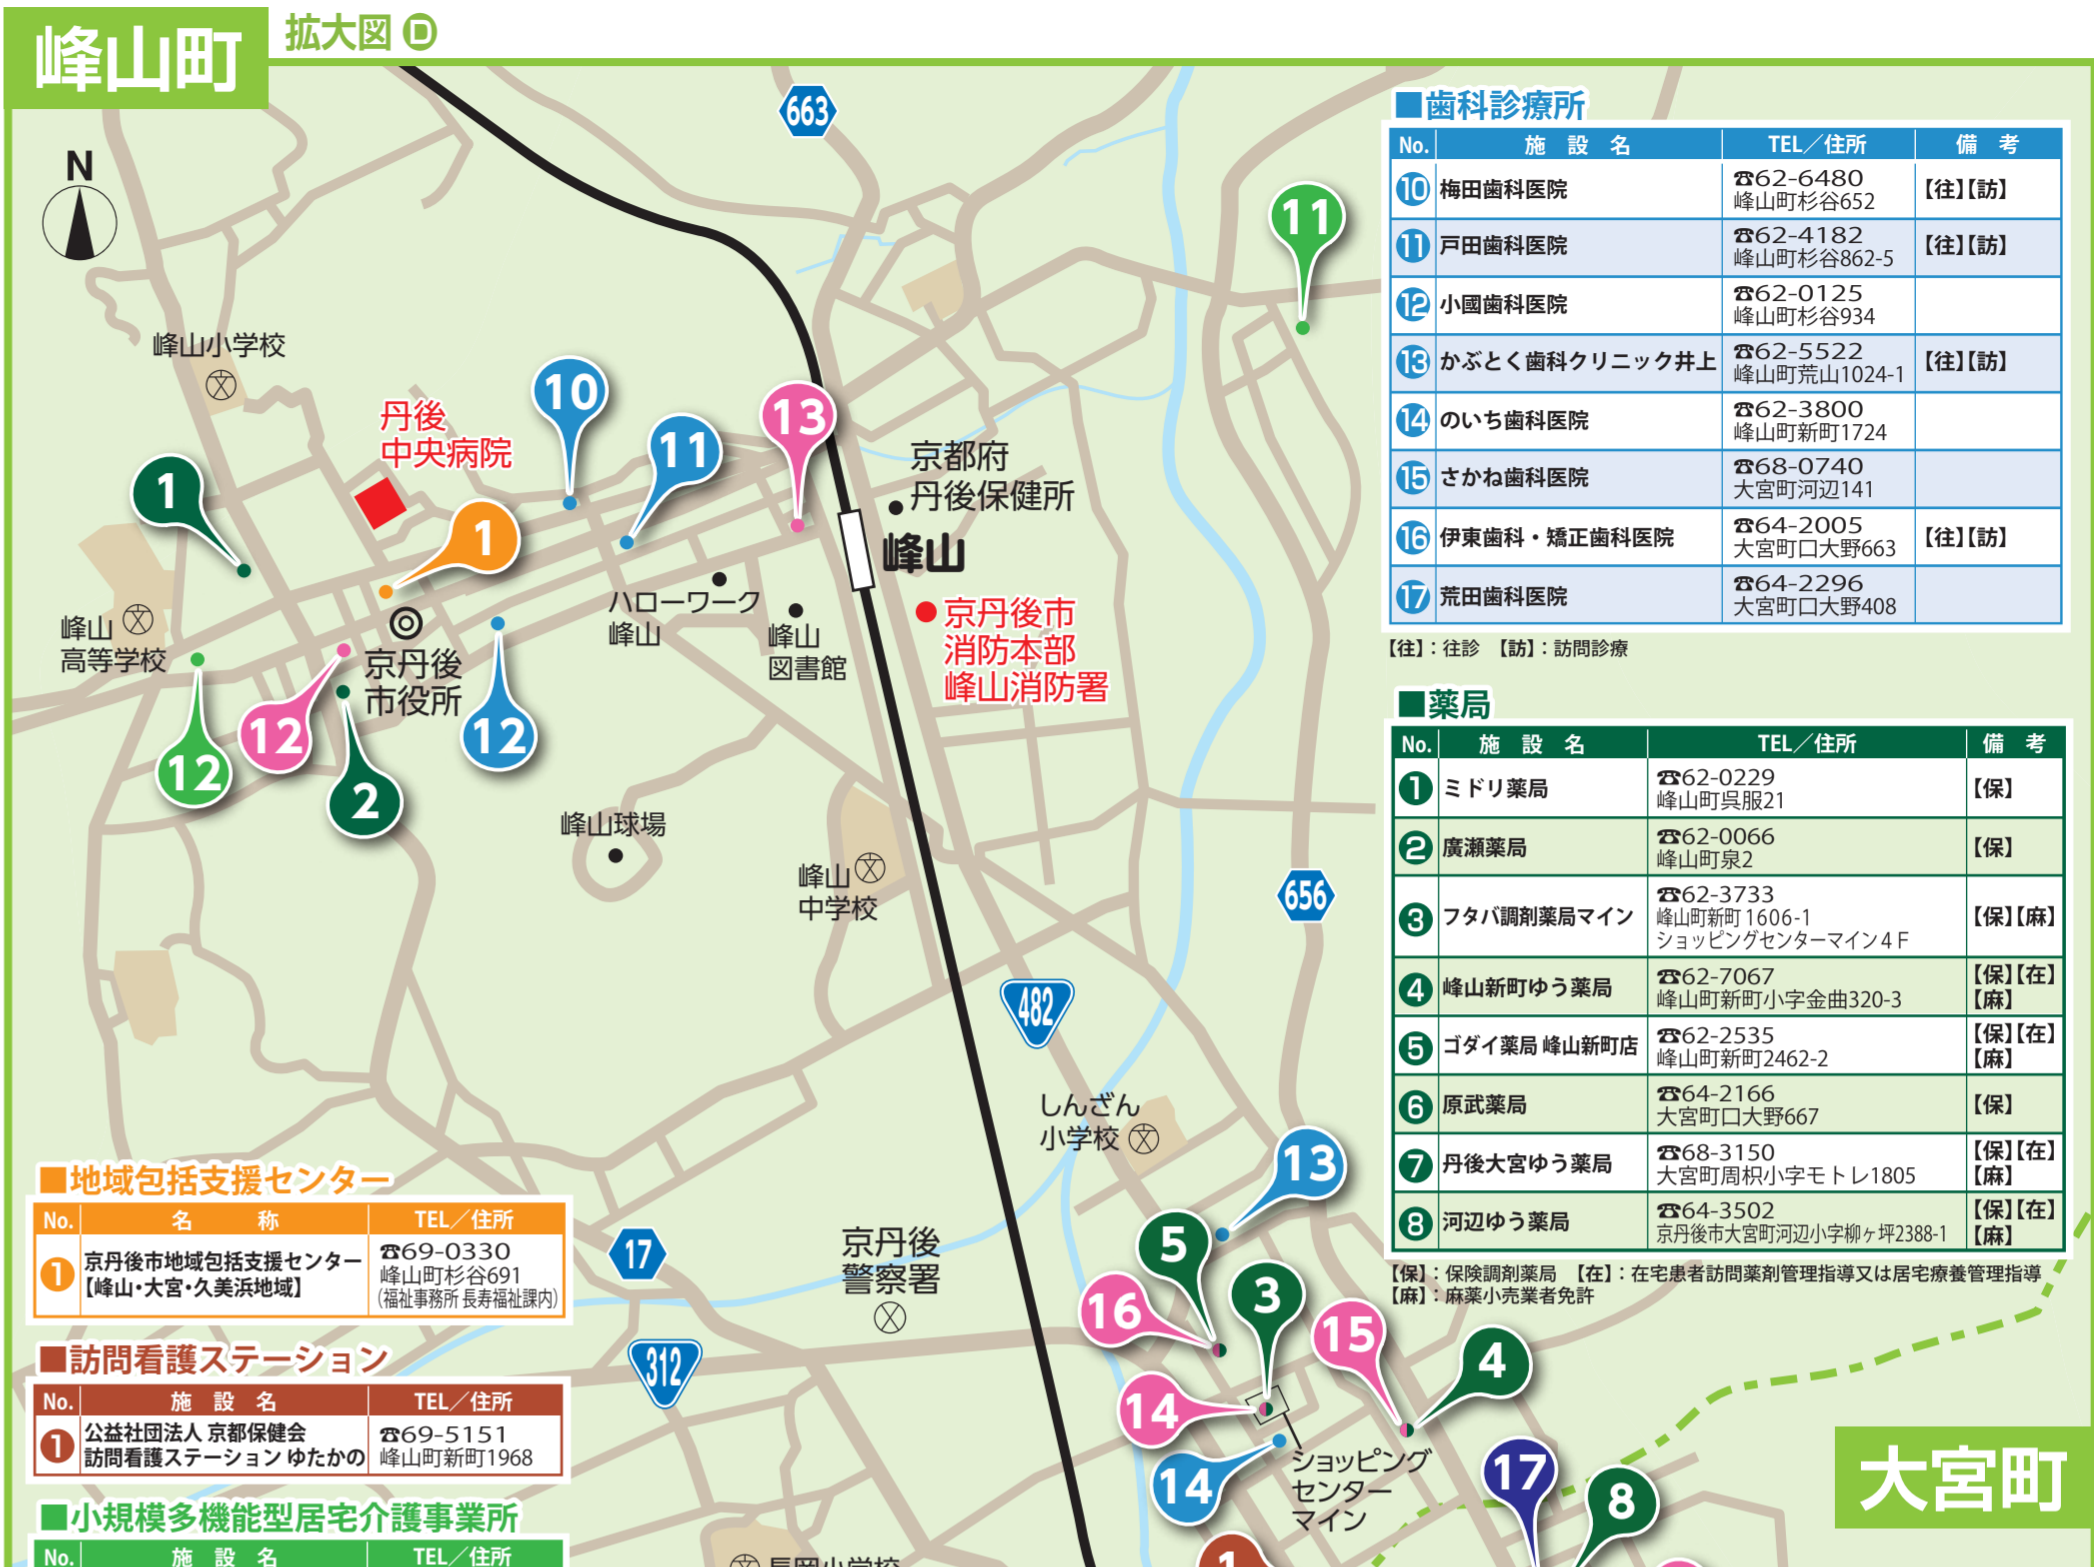 峰山町
拡大図 D
N
663
峰山小学校
丹後
中央病院
10
11
13
11
1
1
京都府
丹後保健所
峰山
峰山
高等学校
ハローワーク
峰山
峰山
図書館
京丹後市
消防本部
峰山消防署
京丹後
市役所
12
12
12
2
峰山球場
峰山
中学校
656
482
しんざん
小学校
13
17
京丹後
警察署
5
3
16
15
4
312
14
14
ショッピング
センター
マイン
17
8
1
長岡小学校
大宮町
■歯科診療所
No. 施設名 TEL/住所 備考
10 梅田歯科医院 ☎62-6480 【往】【訪】
峰山町杉谷652
11 戸田歯科医院 ☎62-4182 【往】【訪】
峰山町杉谷862-5
12 小國歯科医院 ☎62-0125
峰山町杉谷934
13 かぶとく歯科クリニック井上 ☎62-5522 【往】【訪】
峰山町荒山1024-1
14 のいち歯科医院 ☎62-3800
峰山町新町1724
15 さかね歯科医院 ☎68-0740
大宮町河辺141
16 伊東歯科・矯正歯科医院 ☎64-2005 【往】【訪】
大宮町口大野663
17 荒田歯科医院 ☎64-2296
大宮町口大野408
【往】：往診 【訪】：訪問診療
■薬局
No. 施設名 TEL/住所 備考
1 ミドリ薬局 ☎62-0229 【保】
峰山町呉服21
2 廣瀬薬局 ☎62-0066 【保】
峰山町泉2
3 フタバ調剤薬局マイン ☎62-3733 【保】【麻】
峰山町新町1606-1
ショッピングセンターマイン4F
4 峰山新町ゆう薬局 ☎62-7067 【保】【在】
峰山町新町小字金曲320-3 【麻】
5 ゴダイ薬局 峰山新町店 ☎62-2535 【保】【在】
峰山町新町2462-2 【麻】
6 原武薬局 ☎64-2166 【保】
大宮町口大野667
7 丹後大宮ゆう薬局 ☎68-3150 【保】【在】
大宮町周枳小字モトレ1805 【麻】
8 河辺ゆう薬局 ☎64-3502 【保】【在】
京丹後市大宮町河辺小字柳ヶ坪2388-1 【麻】
【保】：保険調剤薬局 【在】：在宅患者訪問薬剤管理指導又は居宅療養管理指導
【麻】：麻薬小売業者免許
■地域包括支援センター
No. 名称 TEL/住所
1 京丹後市地域包括支援センター ☎69-0330
【峰山・大宮・久美浜地域】 峰山町杉谷691
（福祉事務所 長寿福祉課内）
■訪問看護ステーション
No. 施設名 TEL/住所
1 公益社団法人 京都保健会 ☎69-5151
訪問看護ステーション ゆたかの 峰山町新町1968
■小規模多機能型居宅介護事業所
No. 施設名 TEL/住所